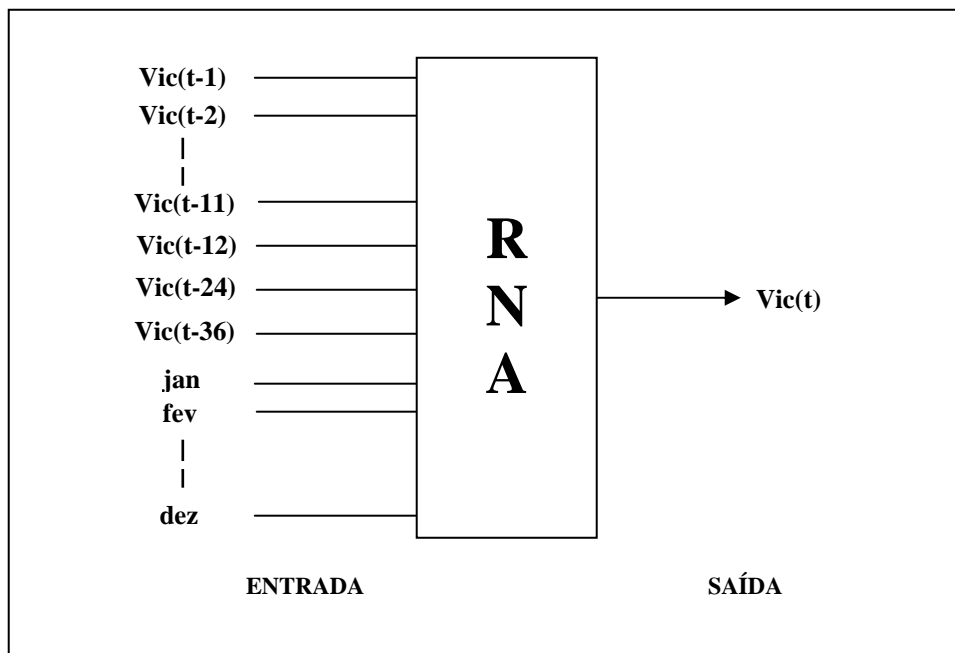 Vic(t-1)
Vic(t-2)
Vic(t-11)
Vic(t-12)
Vic(t-24)
Vic(t-36)
jan
fev
dez
R
N
A
Vic(t)
ENTRADA
SAÍDA